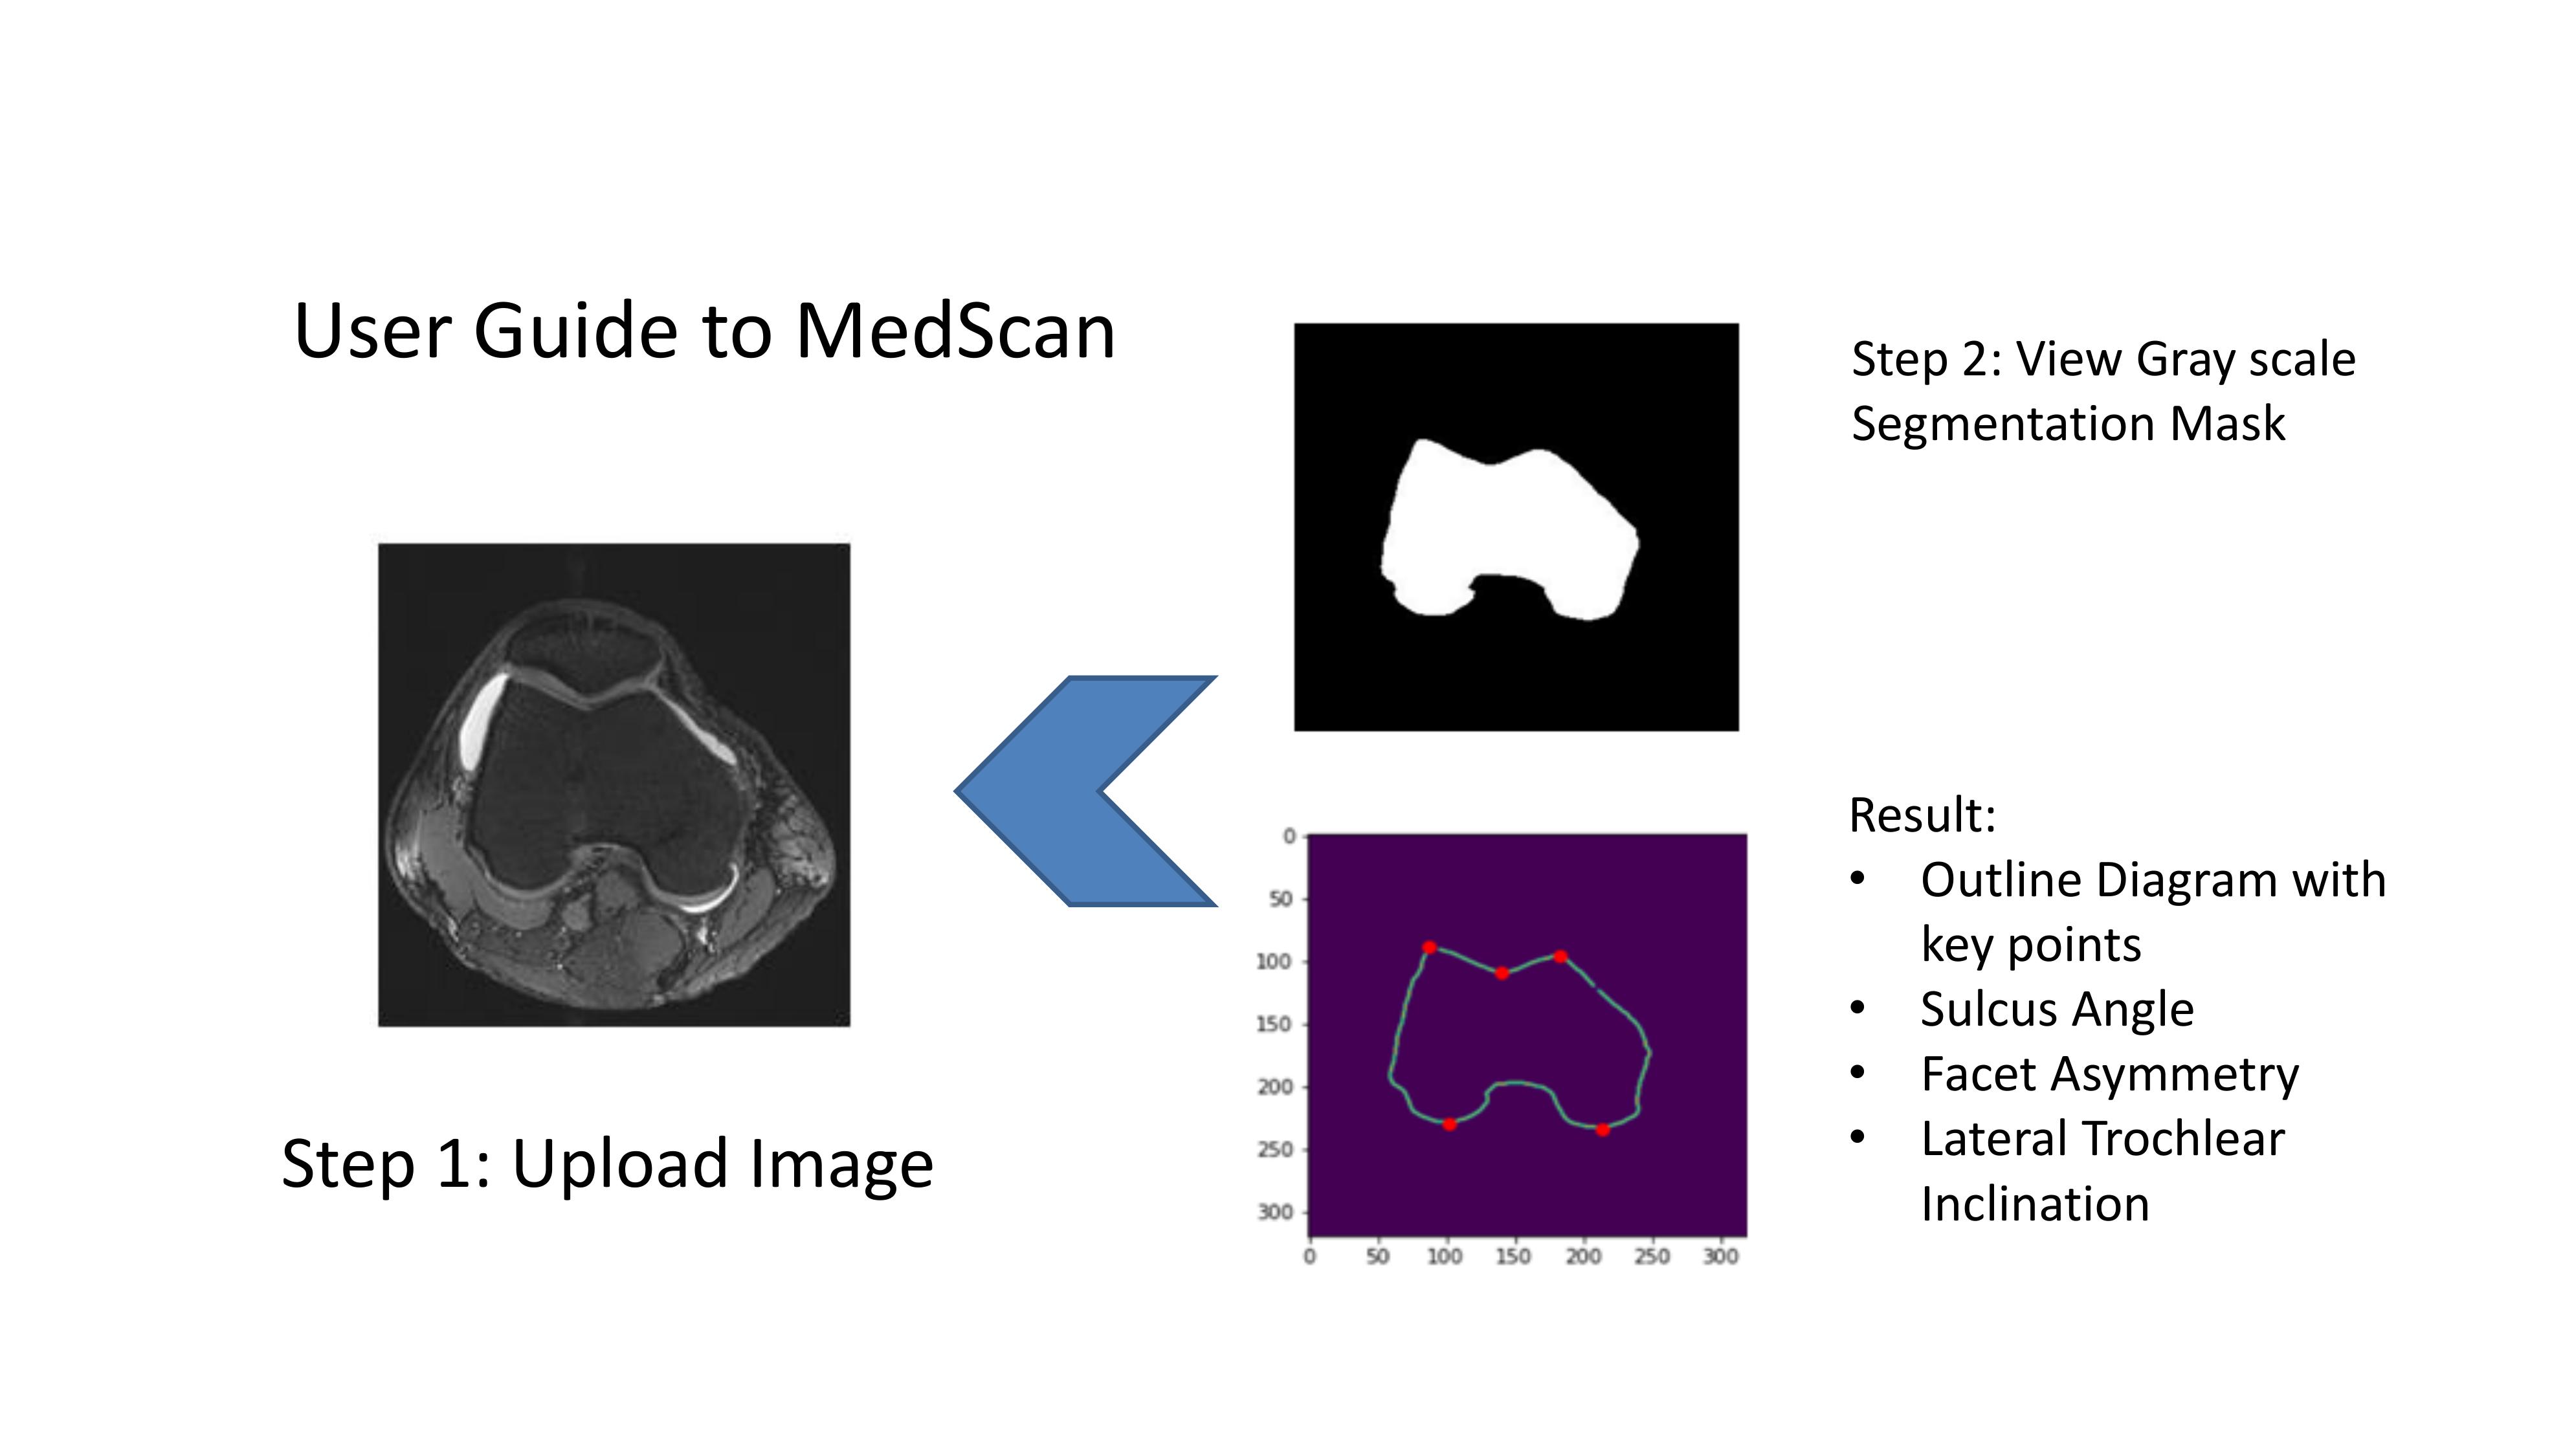 User Guide to MedScan
Step 1: Upload Image
Step 2: View Gray scale
Segmentation Mask
0
50
100
150
200
250
300
0 50 100 150 200 250 300
Result:
• Outline Diagram with
key points
• Sulcus Angle
• Facet Asymmetry
• Lateral Trochlear
Inclination